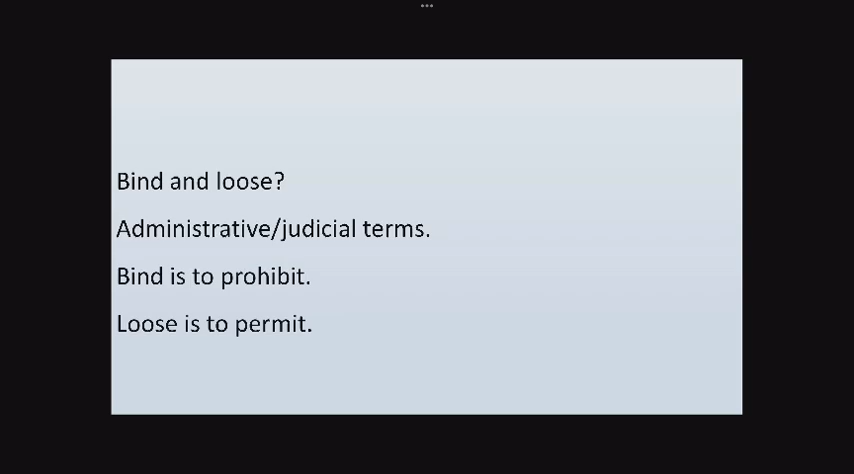 Bind and loose?
Administrative/judicial terms.
Bind is to prohibit.
Loose is to permit.